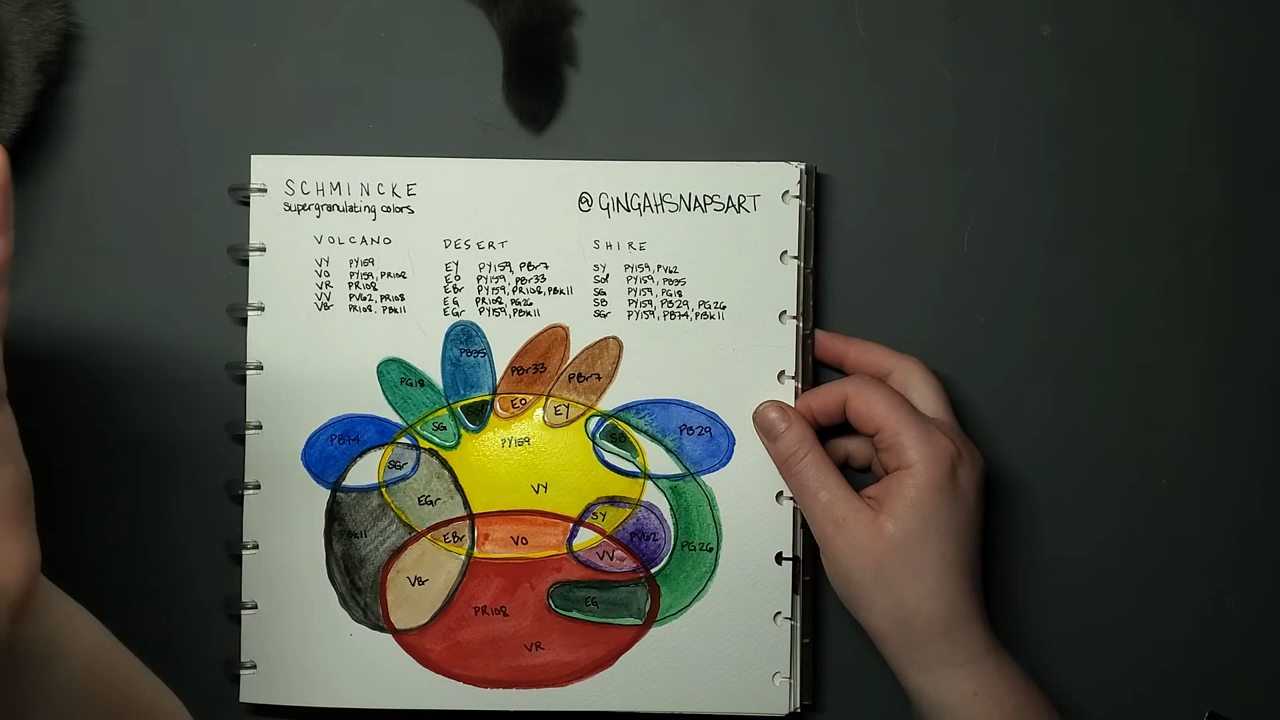 SCHMINCKE
supergranulating colors
@GINGAHSNAPSART
VOLCANO
VY PY159
VO PY159, PR108
VR PR108
VV PV62, PR108
VBr PR108, PBk11
DESERT
EY PY159, PBr7
EO PY159, PBr33
EBr PY159, PR108, PBk11
EG PR108, PG26
EGr PY159, PBk11
SHIRE
SY PY159, PV62
Sol PY159, PB35
SG PY159, PG18
SB PY159, PB29, PG26
SGr PY159, PB74, PBk11
PB35
PBr33
PBr7
PG18
Sol
EO
EY
SG
PB29
PB74
PY159
SB
SGr
VY
EGr
SY
PBk11
EBr
VO
PV62
VV
PG26
VBr
EG
PR108
VR